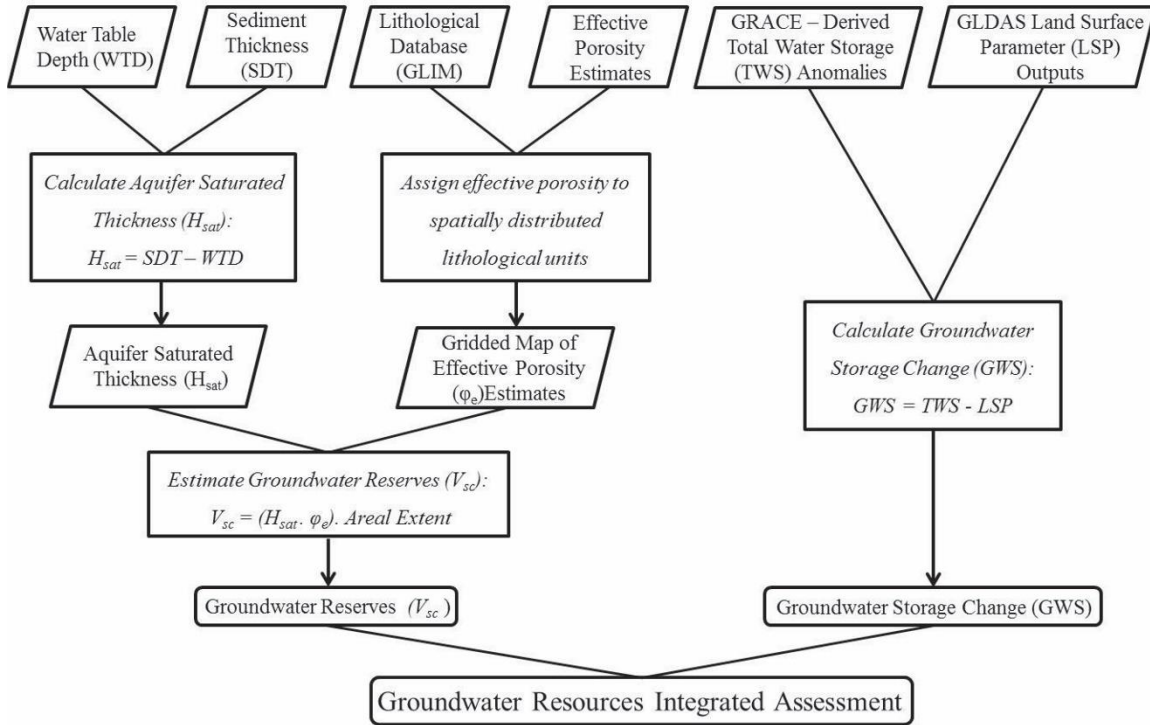 Water Table
Depth (WTD)
Sediment
Thickness
(SDT)
Lithological
Database
(GLIM)
Effective
Porosity
Estimates
GRACE – Derived
Total Water Storage
(TWS) Anomalies
GLDAS Land Surface
Parameter (LSP)
Outputs
Calculate Aquifer Saturated
Thickness (Hsat):
Hsat = SDT – WTD
Assign effective porosity to
spatially distributed
lithological units
Aquifer Saturated
Thickness (Hsat)
Gridded Map of
Effective Porosity
(φe)Estimates
Calculate Groundwater
Storage Change (GWS):
GWS = TWS - LSP
Estimate Groundwater Reserves (Vsc):
Vsc = (Hsat . φe). Areal Extent
Groundwater Reserves (Vsc )
Groundwater Storage Change (GWS)
Groundwater Resources Integrated Assessment